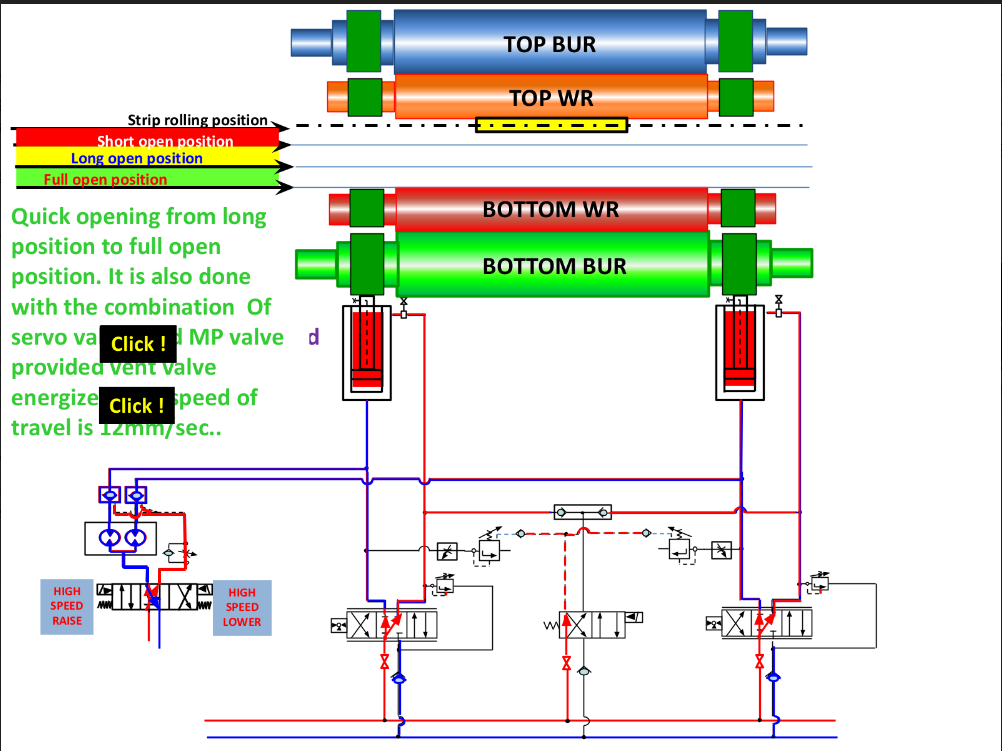 TOP BUR
TOP WR
Strip rolling position
Short open position
Long open position
Full open position
BOTTOM WR
BOTTOM BUR
Quick opening from long
position to full open
position. It is also done
with the combination Of
servo MP valve
d
Click !
provided vent valve
energize speed of
Click !
travel is 12mm/sec..
HIGH
SPEED
RAISE
HIGH
SPEED
LOWER